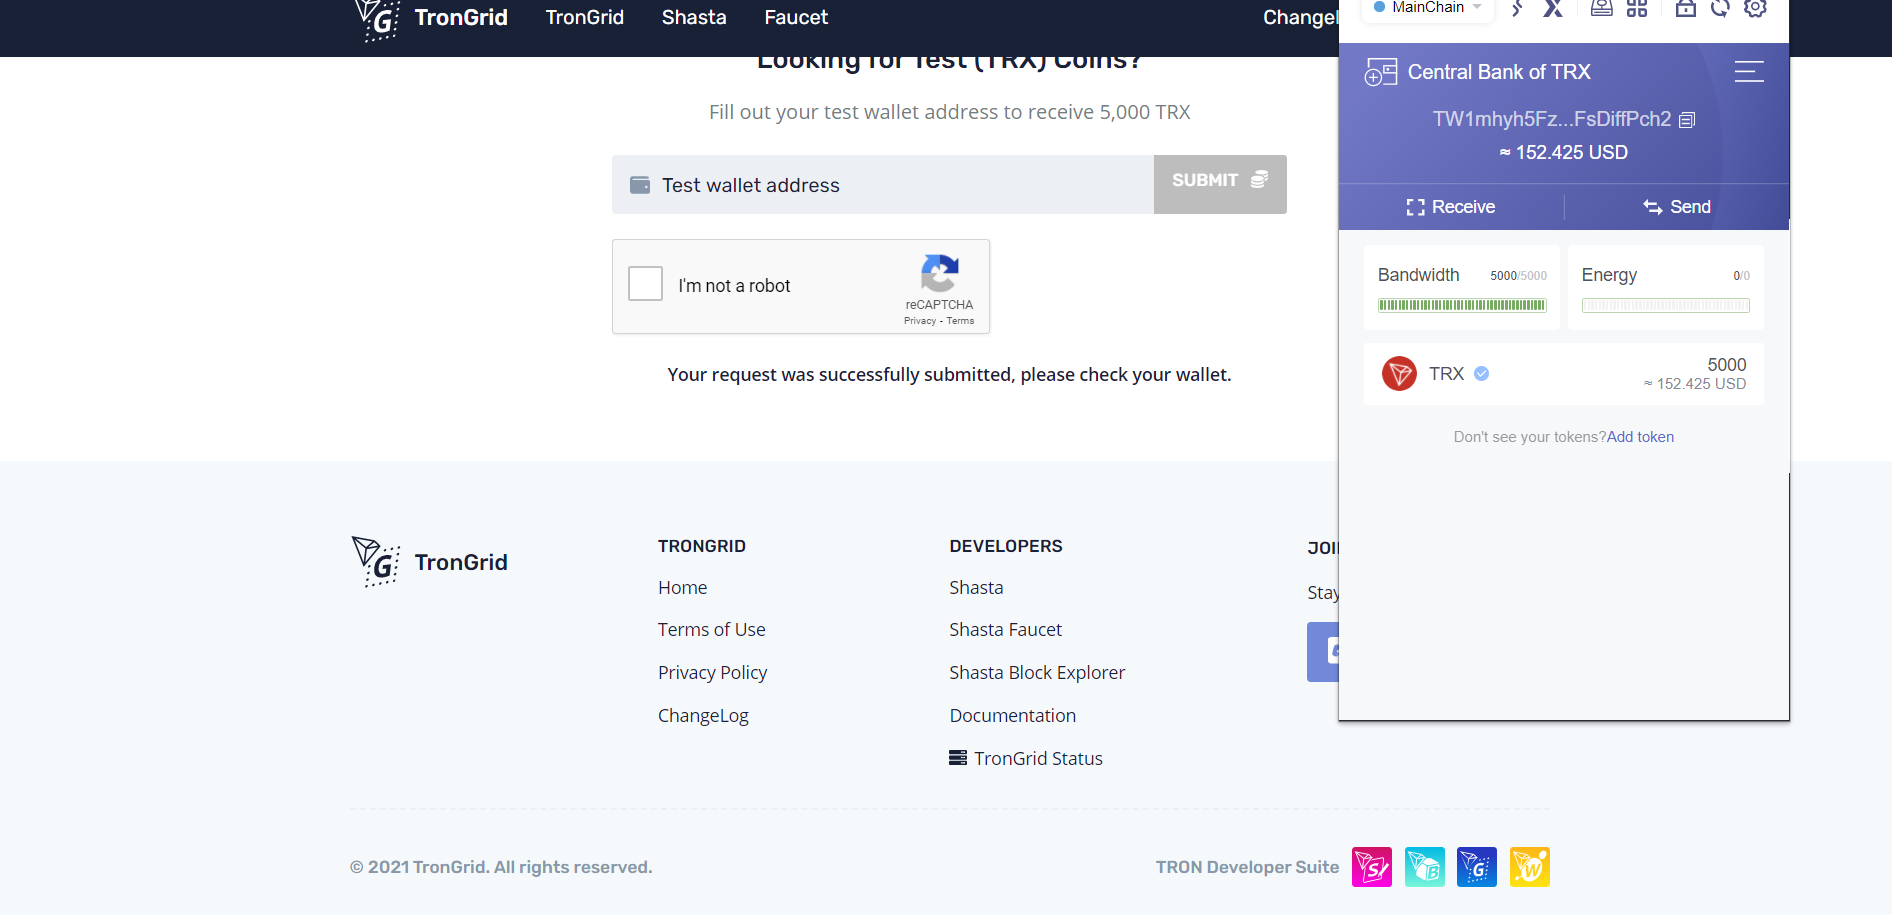 TronGrid
TronGrid
Shasta
Faucet
Looking for Test (TRX) Coins?
Fill out your test wallet address to receive 5,000 TRX
Test wallet address
SUBMIT
I'm not a robot
reCAPTCHA
Privacy - Terms
Your request was successfully submitted, please check your wallet.
MainChain
Central Bank of TRX
TW1mhyh5Fz...FsDiffPch2
≈ 152.425 USD
Receive
Send
Bandwidth 5000/5000
Energy 0/0
TRX 5000
≈ 152.425 USD
Don't see your tokens?Add token
G TronGrid
TRONGRID
Home
Terms of Use
Privacy Policy
ChangeLog
DEVELOPERS
Shasta
Shasta Faucet
Shasta Block Explorer
Documentation
TronGrid Status
Stay
© 2021 TronGrid. All rights reserved.
TRON Developer Suite
S
B
G
W